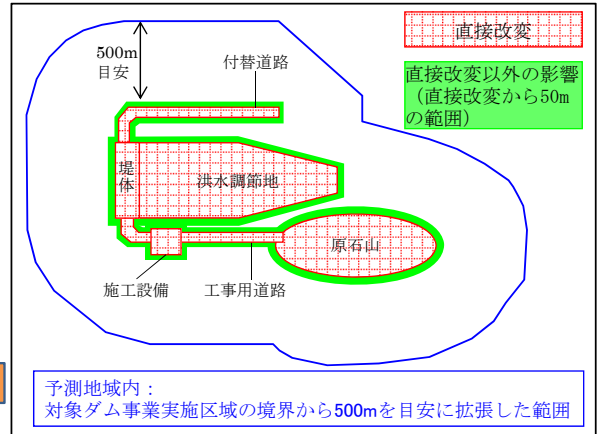 500m
目安
付替道路
直接改変
直接改変以外の影響
（直接改変から50m
の範囲）
堤体
洪水調節地
原石山
施工設備
工事用道路
予測地域内：
対象ダム事業実施区域の境界から500mを目安に拡張した範囲